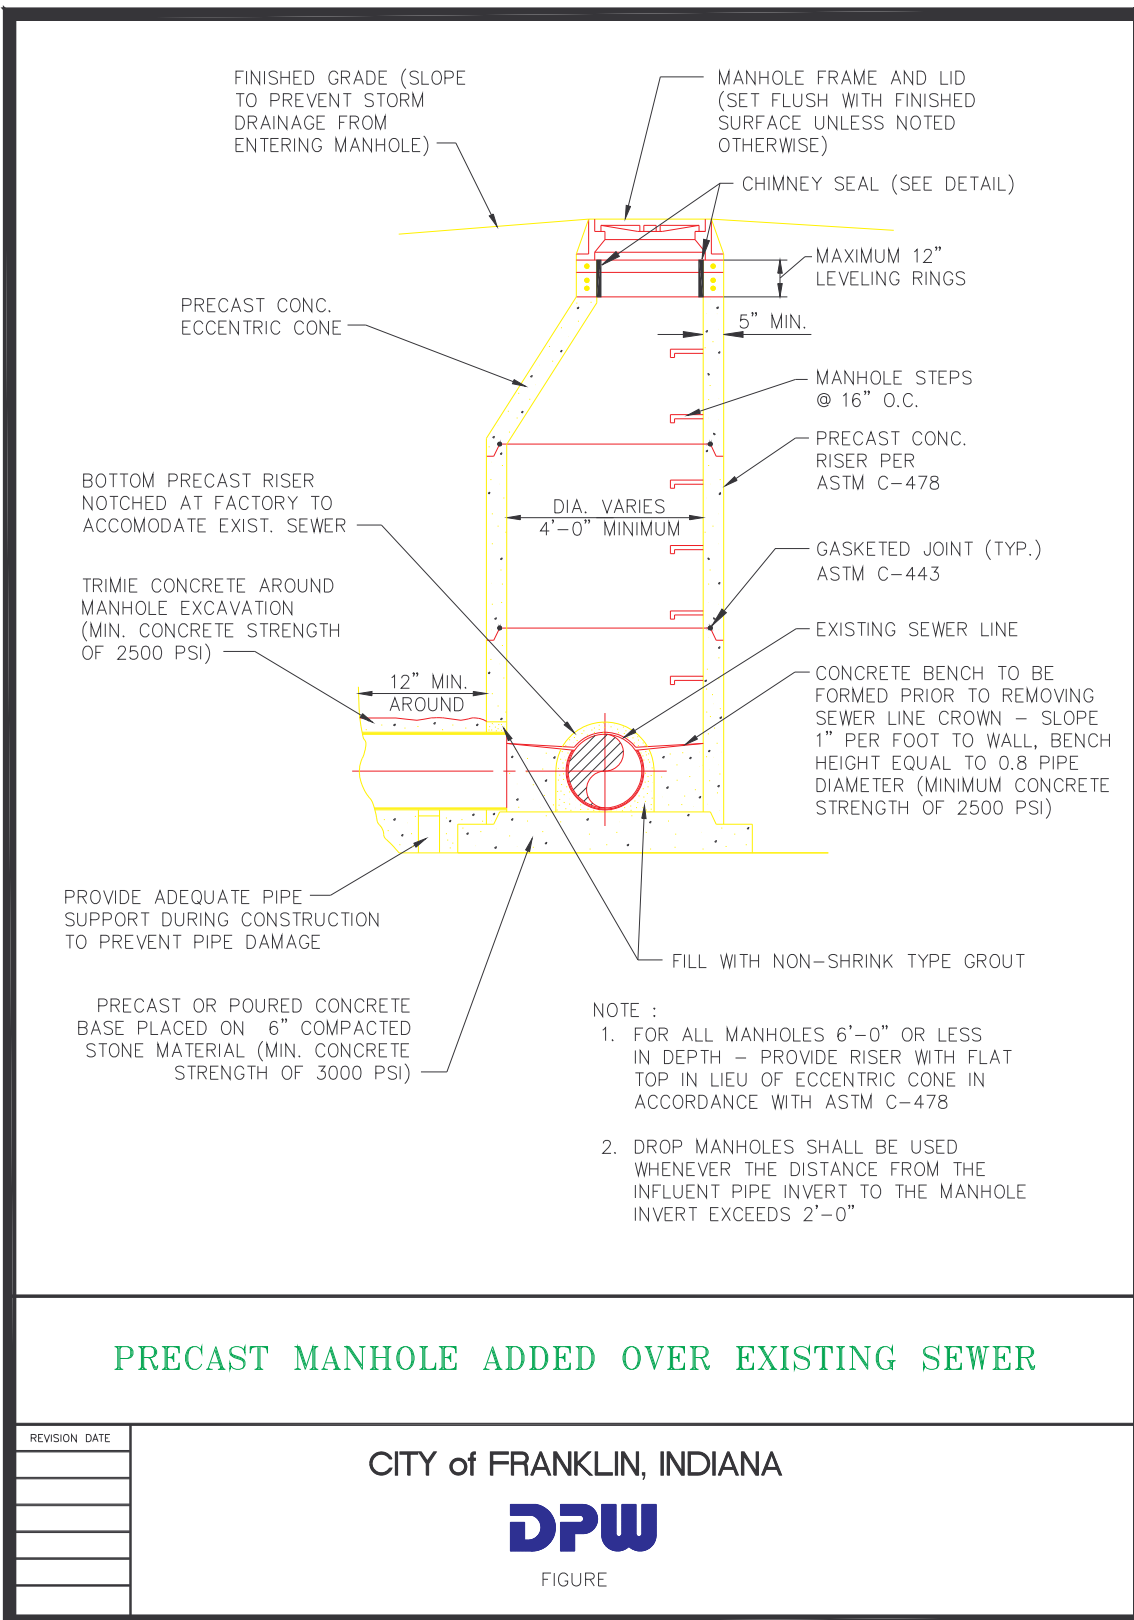 FINISHED GRADE (SLOPE
TO PREVENT STORM
DRAINAGE FROM
ENTERING MANHOLE)
MANHOLE FRAME AND LID
(SET FLUSH WITH FINISHED
SURFACE UNLESS NOTED
OTHERWISE)
CHIMNEY SEAL (SEE DETAIL)
MAXIMUM 12"
LEVELING RINGS
PRECAST CONC.
ECCENTRIC CONE
5" MIN.
MANHOLE STEPS
@ 16" O.C.
PRECAST CONC.
RISER PER
ASTM C-478
BOTTOM PRECAST RISER
NOTCHED AT FACTORY TO
ACCOMODATE EXIST. SEWER
DIA. VARIES
4'-0" MINIMUM
GASKETED JOINT (TYP.)
ASTM C-443
TRIMIE CONCRETE AROUND
MANHOLE EXCAVATION
(MIN. CONCRETE STRENGTH
OF 2500 PSI)
EXISTING SEWER LINE
12" MIN.
AROUND
CONCRETE BENCH TO BE
FORMED PRIOR TO REMOVING
SEWER LINE CROWN - SLOPE
1" PER FOOT TO WALL, BENCH
HEIGHT EQUAL TO 0.8 PIPE
DIAMETER (MINIMUM CONCRETE
STRENGTH OF 2500 PSI)
PROVIDE ADEQUATE PIPE
SUPPORT DURING CONSTRUCTION
TO PREVENT PIPE DAMAGE
FILL WITH NON-SHRINK TYPE GROUT
PRECAST OR POURED CONCRETE
BASE PLACED ON 6" COMPACTED
STONE MATERIAL (MIN. CONCRETE
STRENGTH OF 3000 PSI)
NOTE :
1. FOR ALL MANHOLES 6'-0" OR LESS
IN DEPTH - PROVIDE RISER WITH FLAT
TOP IN LIEU OF ECCENTRIC CONE IN
ACCORDANCE WITH ASTM C-478
2. DROP MANHOLES SHALL BE USED
WHENEVER THE DISTANCE FROM THE
INFLUENT PIPE INVERT TO THE MANHOLE
INVERT EXCEEDS 2'-0"
PRECAST MANHOLE ADDED OVER EXISTING SEWER
REVISION DATE
CITY of FRANKLIN, INDIANA
DPW
FIGURE